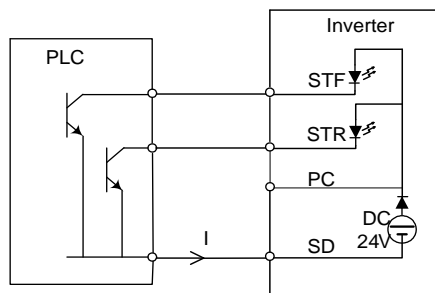 Inverter
PLC
STF
STR
PC
DC
24V
I
SD